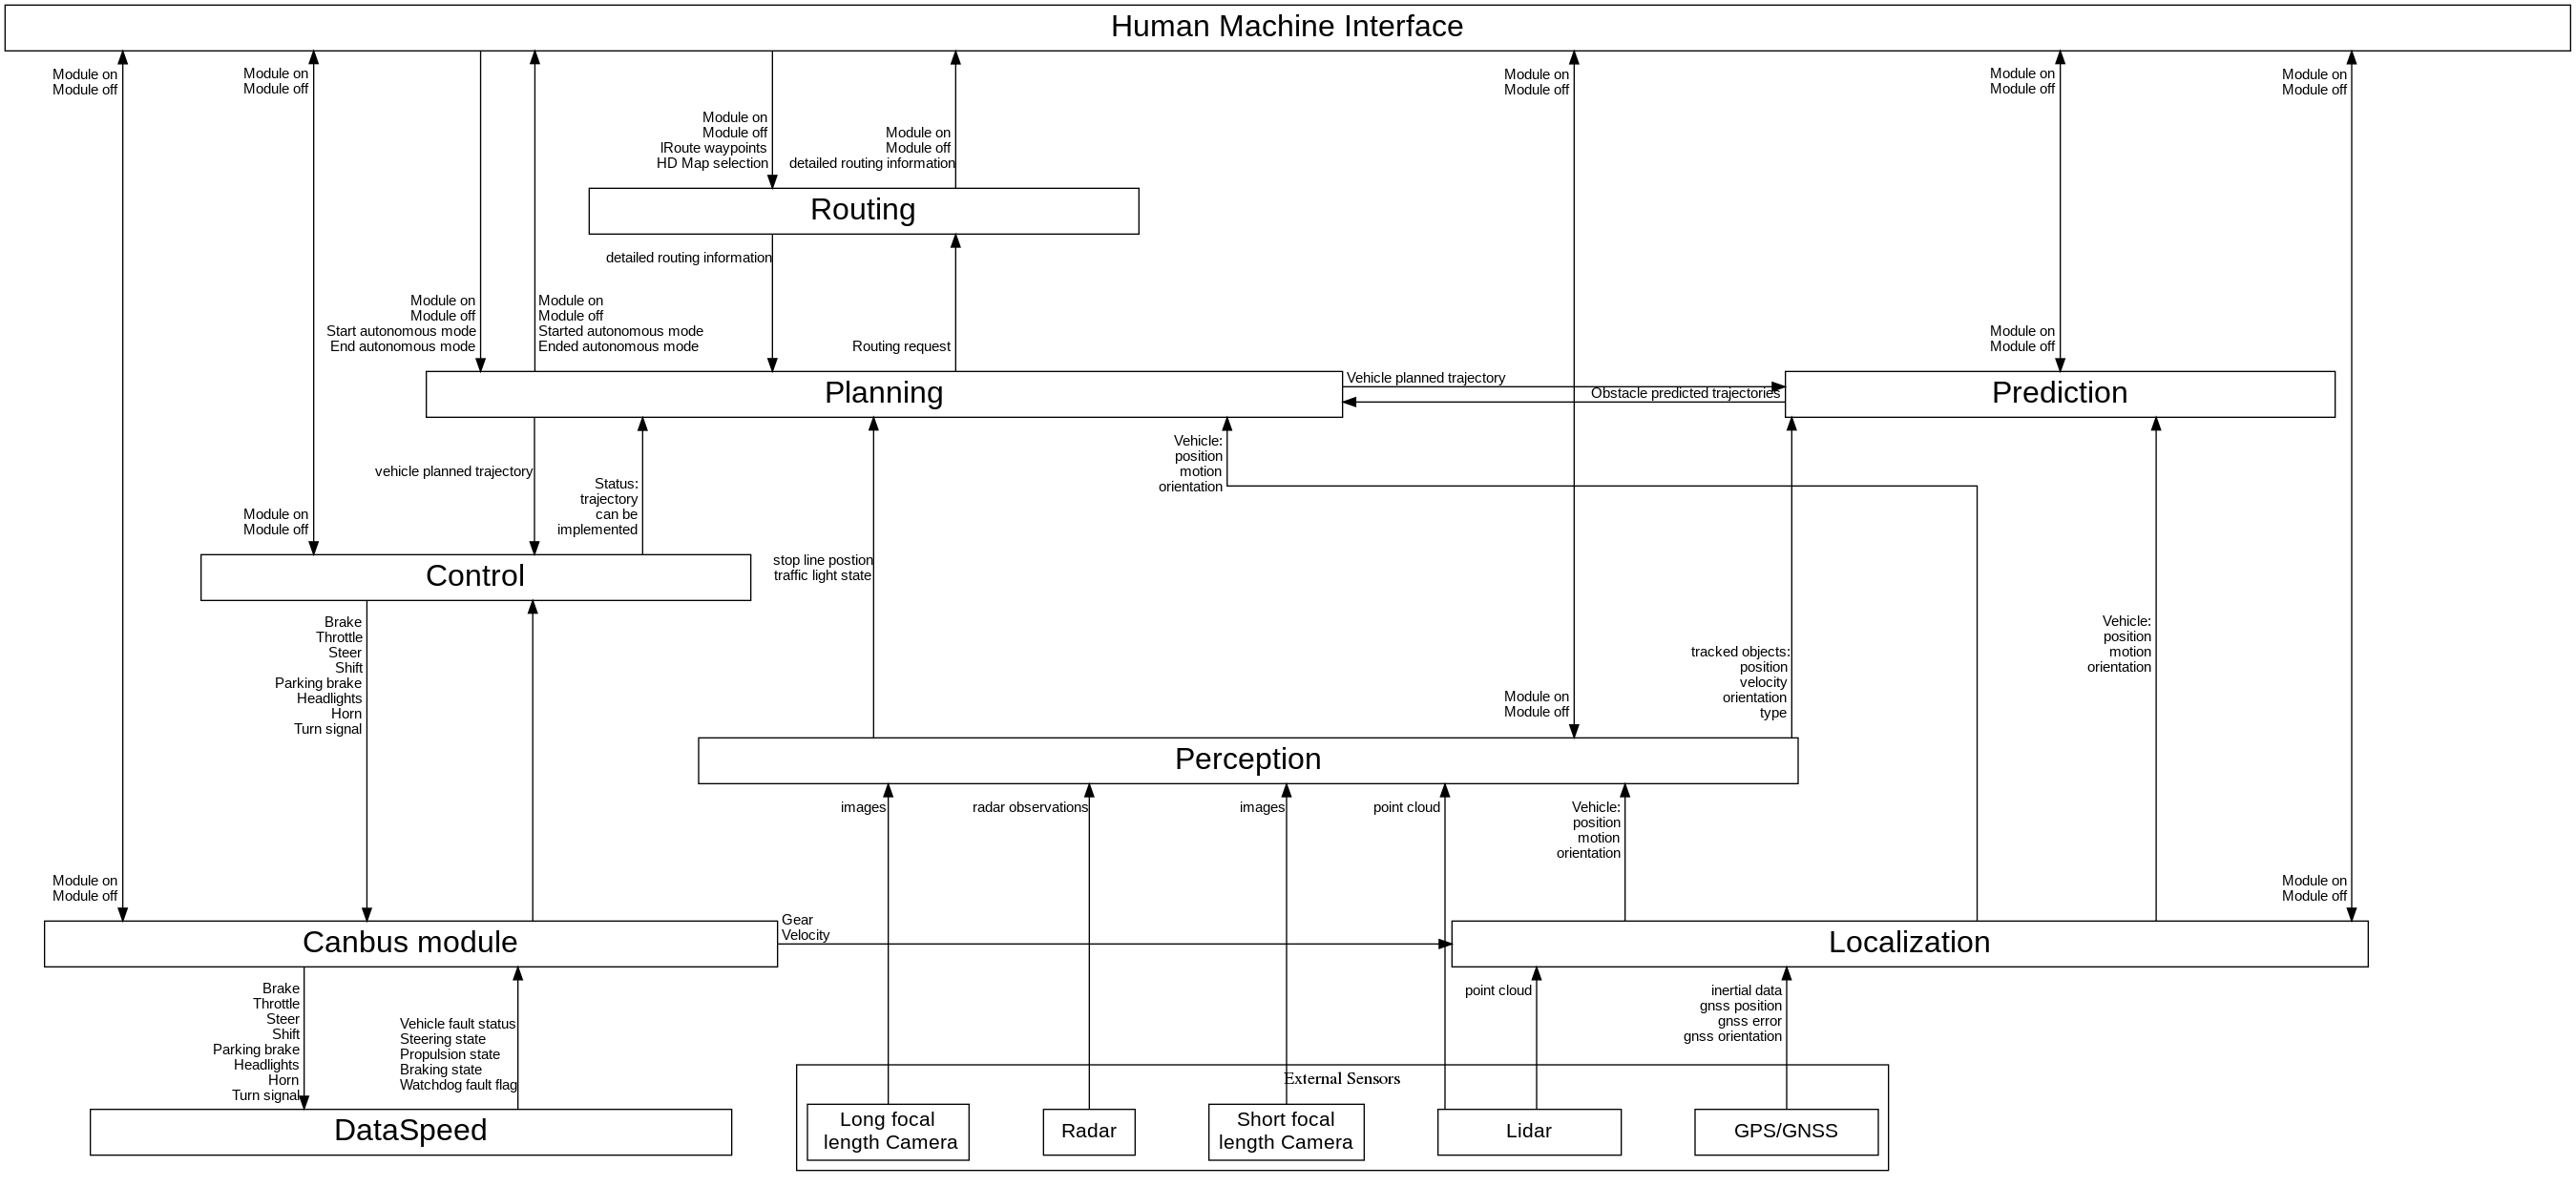 Human Machine Interface
Module on
Module off
Module on
Module off
Module on
Module off
Module on
Module off
Module on
Module off
Module on
Module off
IRoute waypoints
HD Map selection
Module on
Module off
detailed routing information
Routing
detailed routing information
Module on
Module off
Start autonomous mode
End autonomous mode
Module on
Module off
Started autonomous mode
Ended autonomous mode
Routing request
Module on
Module off
Planning
Vehicle planned trajectory
Obstacle predicted trajectories
Prediction
vehicle planned trajectory
Status:
trajectory
can be
implemented
Vehicle:
position
motion
orientation
Module on
Module off
stop line postion
traffic light state
Control
Brake
Throttle
Steer
Shift
Parking brake
Headlights
Horn
Turn signal
Module on
Module off
tracked objects:
position
velocity
orientation
type
Vehicle:
position
motion
orientation
Perception
images
radar observations
images
point cloud
Vehicle:
position
motion
orientation
Module on
Module off
Module on
Module off
Canbus module
Gear
Velocity
Localization
Brake
Throttle
Steer
Shift
Parking brake
Headlights
Horn
Turn signal
Vehicle fault status
Steering state
Propulsion state
Braking state
Watchdog fault flag
point cloud
inertial data
gnss position
gnss error
gnss orientation
External Sensors
DataSpeed
Long focal
length Camera
Radar
Short focal
length Camera
Lidar
GPS/GNSS